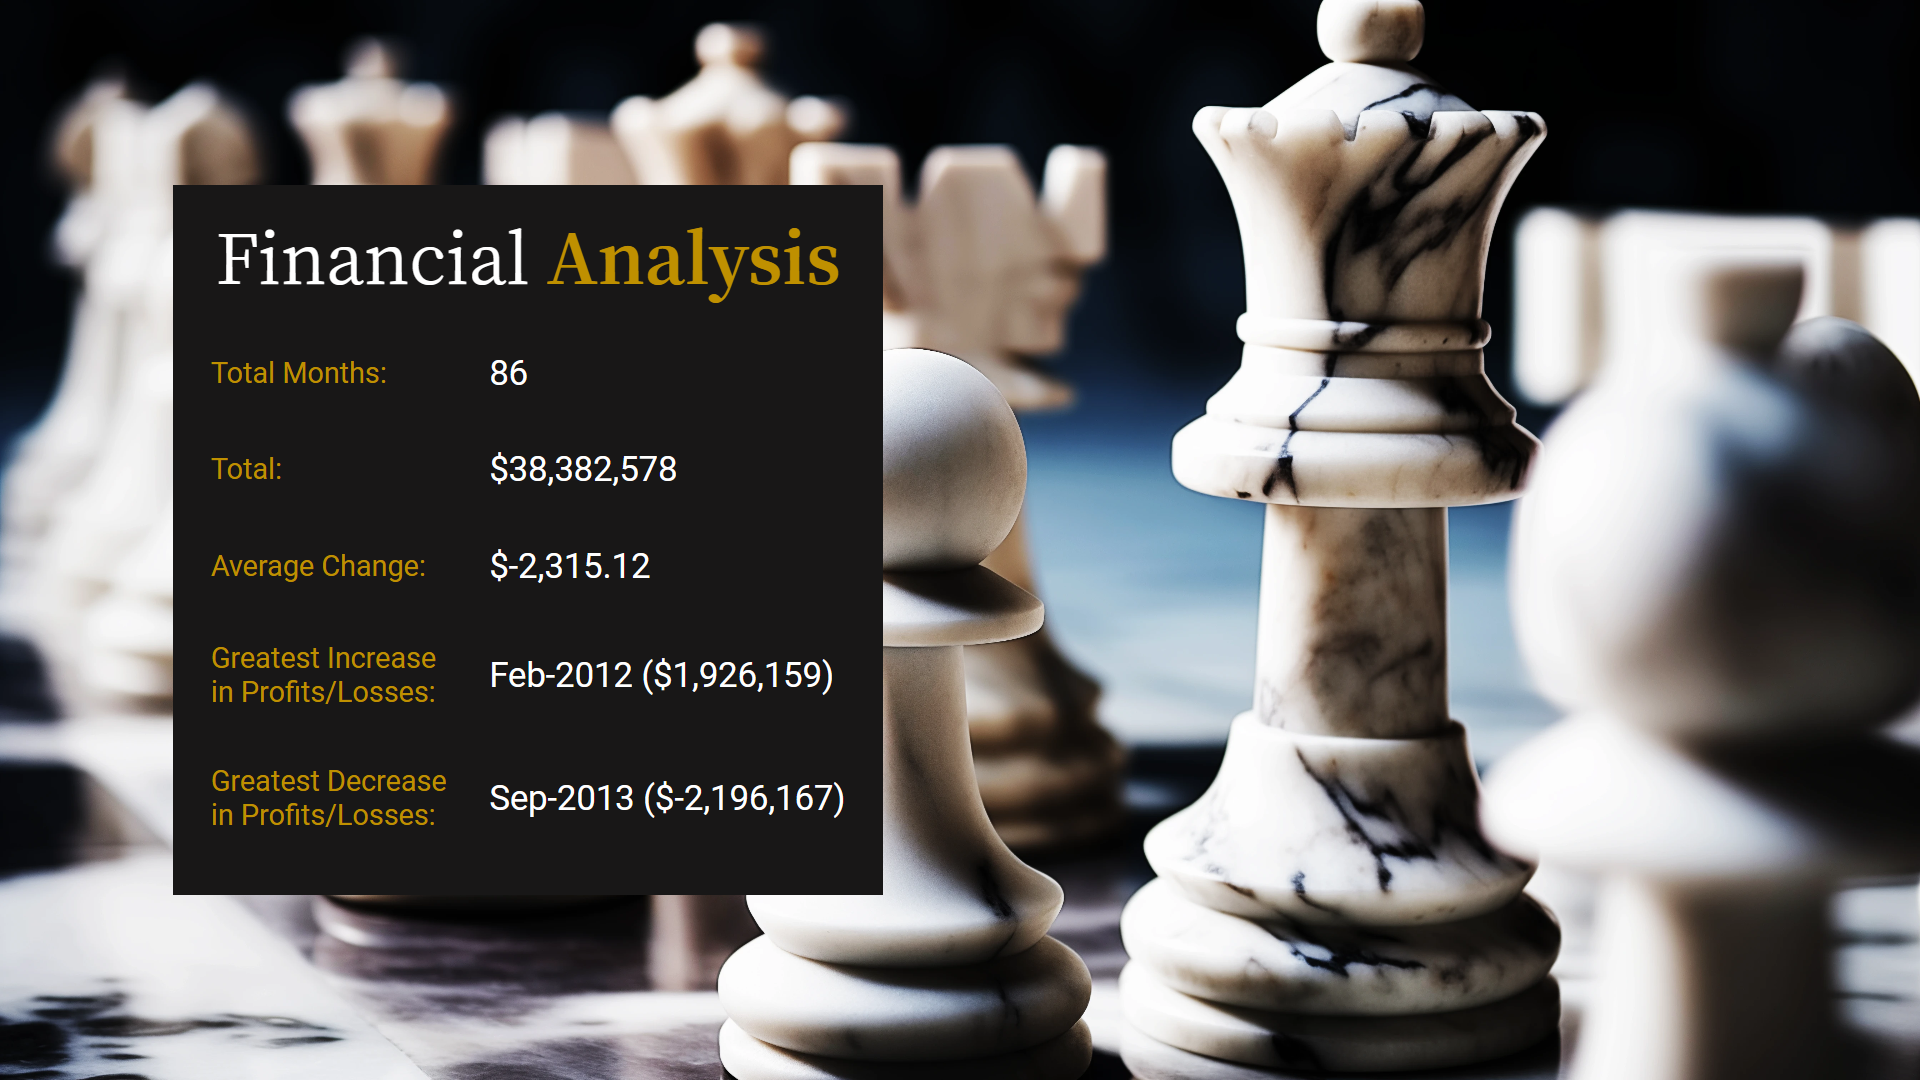 Financial Analysis
Total Months: 86
Total: $38,382,578
Average Change: $-2,315.12
Greatest Increase
in Profits/Losses: Feb-2012 ($1,926,159)
Greatest Decrease
in Profits/Losses: Sep-2013 ($-2,196,167)